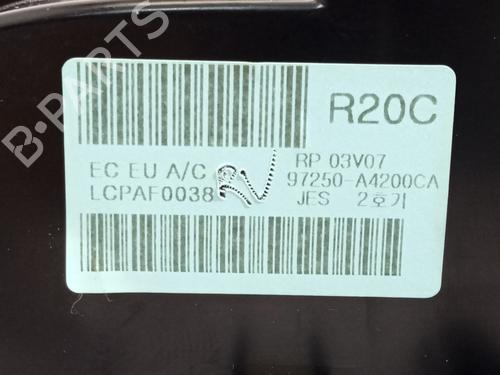 R20C
EC EU A/C
RP 03V07
LCPAF0038
97250-A4200CA
JES 2호기
B-PARTS